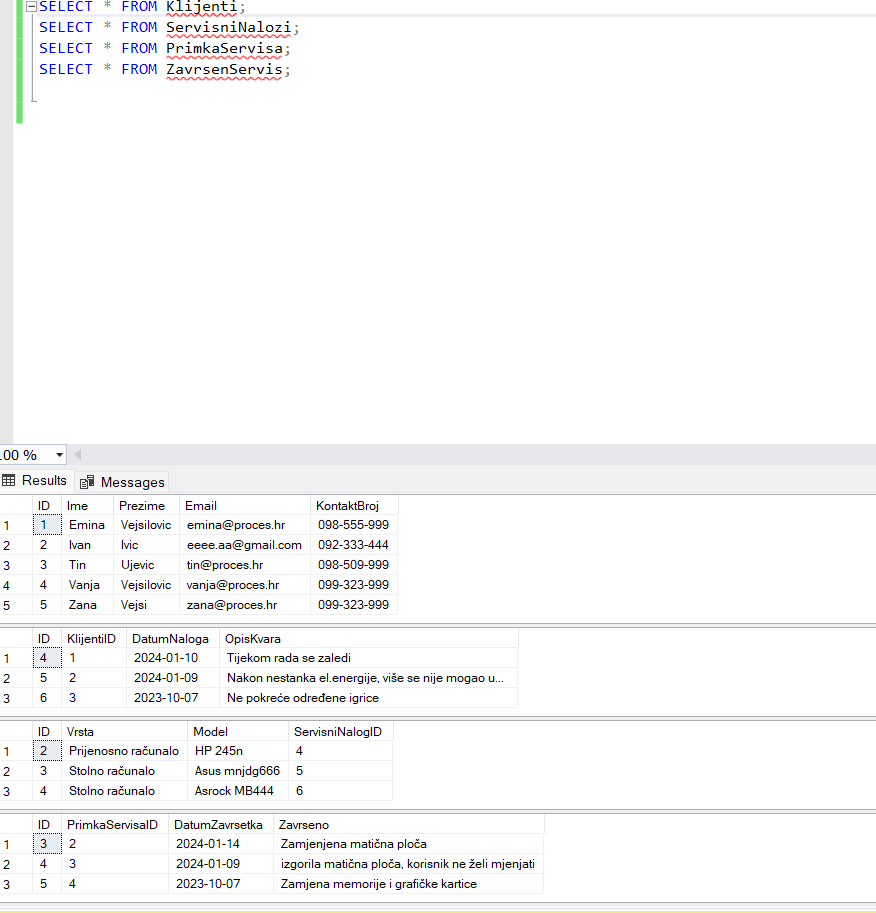 SELECT * FROM Klijenti;
SELECT * FROM ServisniNalozi;
SELECT * FROM PrimkaServisa;
SELECT * FROM ZavrsenServis;
00 %
Results Messages
ID Ime Prezime Email KontaktBroj
1 1 Emina Vejsilovic emina@proces.hr 098-555-999
2 2 Ivan Ivic eeee.aa@gmail.com 092-333-444
3 3 Tin Ujevic tin@proces.hr 098-509-999
4 4 Vanja Vejsilovic vanja@proces.hr 099-323-999
5 5 Zana Vejsi zana@proces.hr 099-323-999
ID KlijentiID DatumNaloga OpisKvara
1 4 1 2024-01-10 Tijekom rada se zaledi
2 5 2 2024-01-09 Nakon nestanka el.energije, više se nije mogao u...
3 6 3 2023-10-07 Ne pokreće određene igrice
ID Vrsta Model ServisniNalogID
1 2 Prijenosno računalo HP 245n 4
2 3 Stolno računalo Asus mnjdg666 5
3 4 Stolno računalo Asrock MB444 6
ID PrimkaServisaID DatumZavrsetka Zavrseno
1 3 2 2024-01-14 Zamjenjena matična ploča
2 4 3 2024-01-09 izgorila matična ploča, korisnik ne želi mjenjati
3 5 4 2023-10-07 Zamjena memorije i grafičke kartice